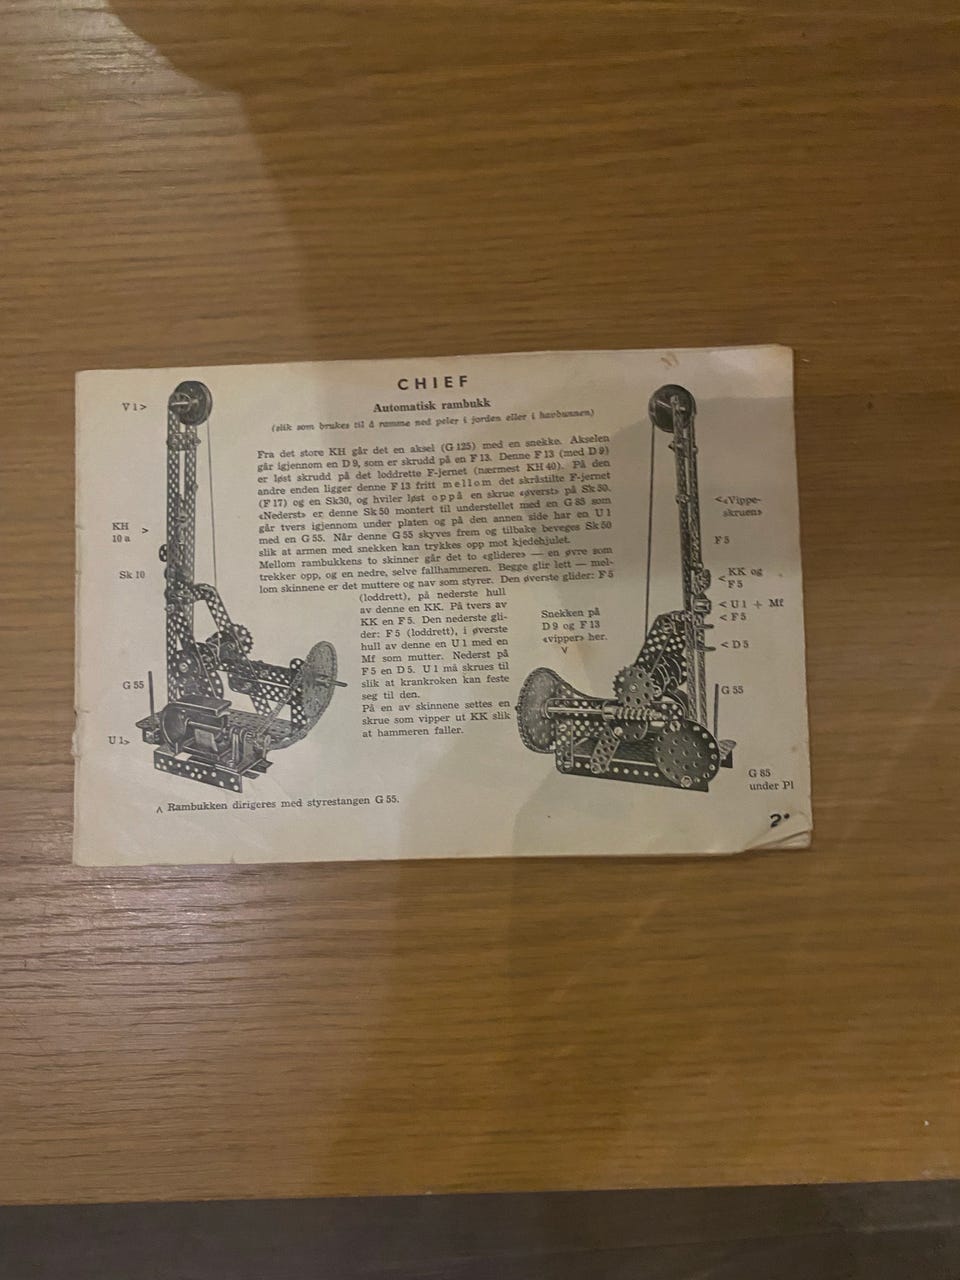 CHIEF
Automatisk rambukk
(slik som brukes til å ramme ned peler i jorden eller i havbunnen)
Fra det store KH går det en aksel (G 125) med en snekke. Akselen
går igjennom en D 9, som er skrudd på en F 13. Denne F 13 (med D 9)
er løst skrudd på det loddrette F-jernet (nærmest KH 40). På den
andre enden ligger denne F 13 fritt mellom det skråstilte F-jernet
(F 17) og en Sk30, og hviler løst oppå en skrue «øverst» på Sk 50.
«Nederst» er denne Sk 50 montert til understellet med en G 85 som
går tvers igjennom under platen og på den annen side har en U 1
med en G 55. Når denne G 55 skyves frem og tilbake beveges Sk 50
slik at armen med snekken kan trykkes opp mot kjedehjulet.
Mellom rambukkens to skinner går det to «glidere» — en øvre som
trekker opp, og en nedre, selve fallhammeren. Begge glir lett — mel-
lom skinnene er det muttere og nav som styrer. Den øverste glider: F 5
(loddrett), på nederste hull
av denne en KK. På tvers av
KK en F 5. Den nederste gli-
der: F 5 (loddrett), i øverste
hull av denne en U 1 med en
Mf som mutter. Nederst på
F 5 en D 5. U 1 må skrues til
slik at krankroken kan feste
seg til den.
På en av skinnene settes en
skrue som vipper ut KK slik
at hammeren faller.
V 1 >
KH >
10 a
Sk 10
G 55
U 1 >
Snekken på
D 9 og F 13
«vipper» her.
V
< «Vippe-
skruen»
F 5
< KK og
F 5
< U 1 + Mf
< F 5
< D 5
G 55
G 85
under Pl
Λ Rambukken dirigeres med styrestangen G 55.
2•